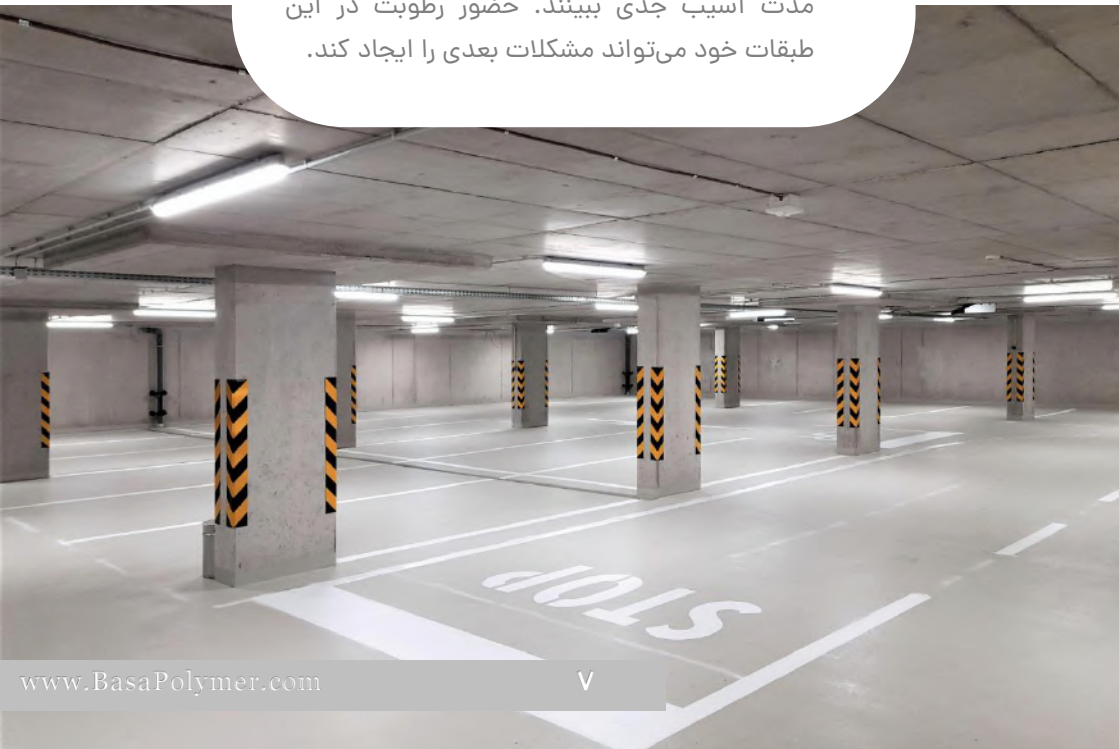 مدت آسیب جدی ببینند. حضور رطوبت در این
طبقات خود می‌تواند مشکلات بعدی را ایجاد کند.
STOP
www.BasaPolymer.com
۷